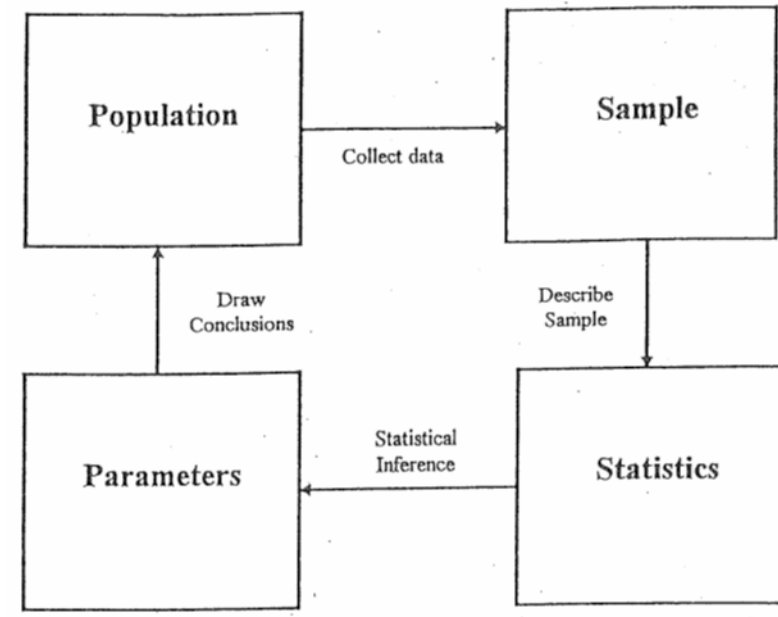 Population
Sample
Collect data
Draw
Conclusions
Describe
Sample
Parameters
Statistical
Inference
Statistics